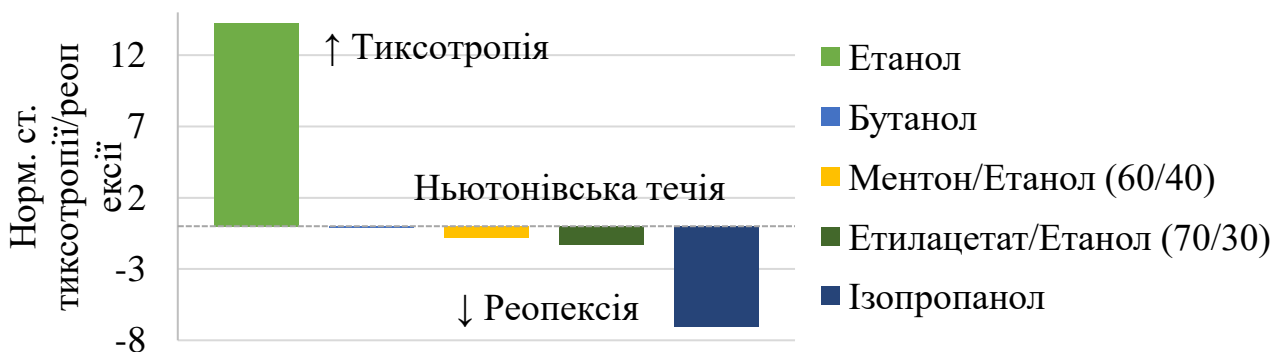 Норм. ст.
тиксотропії/реоп
ексії
12
7
2
-3
-8
↑ Тиксотропія
Ньютонівська течія
↓ Реопексія
Етанол
Бутанол
Ментон/Етанол (60/40)
Етилацетат/Етанол (70/30)
Ізопропанол